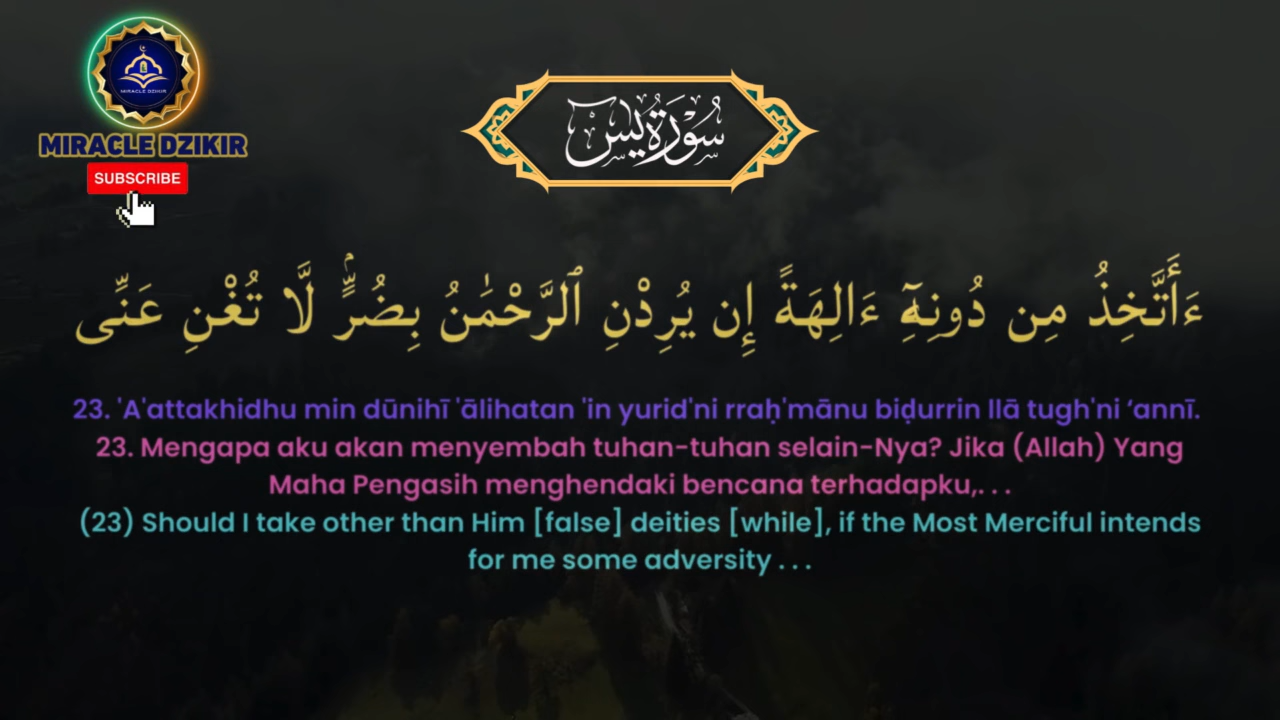 MIRACLE DZIKIR
MIRACLE DZIKIR
SUBSCRIBE
سُورَةُ يس
ءَأَتَّخِذُ مِن دُونِهِۦٓ ءَالِهَةً إِن يُرِدْنِ ٱلرَّحْمَـٰنُ بِضُرٍّۢ لَّا تُغْنِ عَنِّى
23. 'A'attakhidhu min dūnihī 'ālihatan 'in yurid'ni rraḥ'mānu biḍurrin llā tugh'ni ‘annī.
23. Mengapa aku akan menyembah tuhan-tuhan selain-Nya? Jika (Allah) Yang
Maha Pengasih menghendaki bencana terhadapku,. . .
(23) Should I take other than Him [false] deities [while], if the Most Merciful intends
for me some adversity . . .